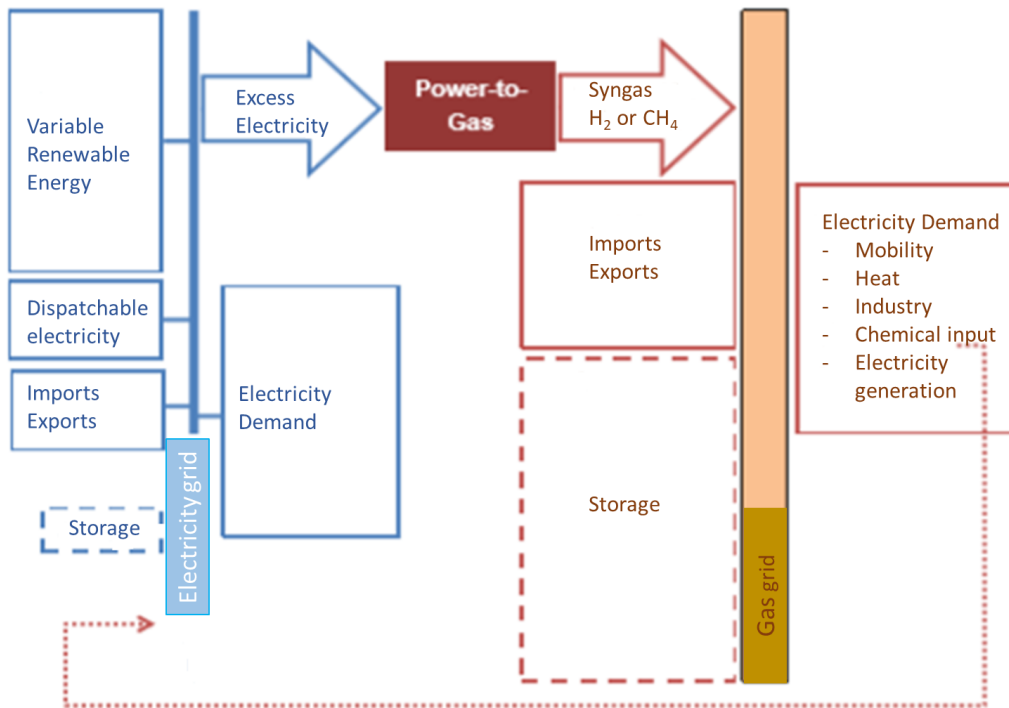 Variable
Renewable
Energy
Excess
Electricity
Power-to-
Gas
Syngas
H₂ or CH₄
Dispatchable
electricity
Imports
Exports
Electricity
Demand
Storage
Electricity grid
Imports
Exports
Storage
Gas grid
Electricity Demand
- Mobility
- Heat
- Industry
- Chemical input
- Electricity
generation